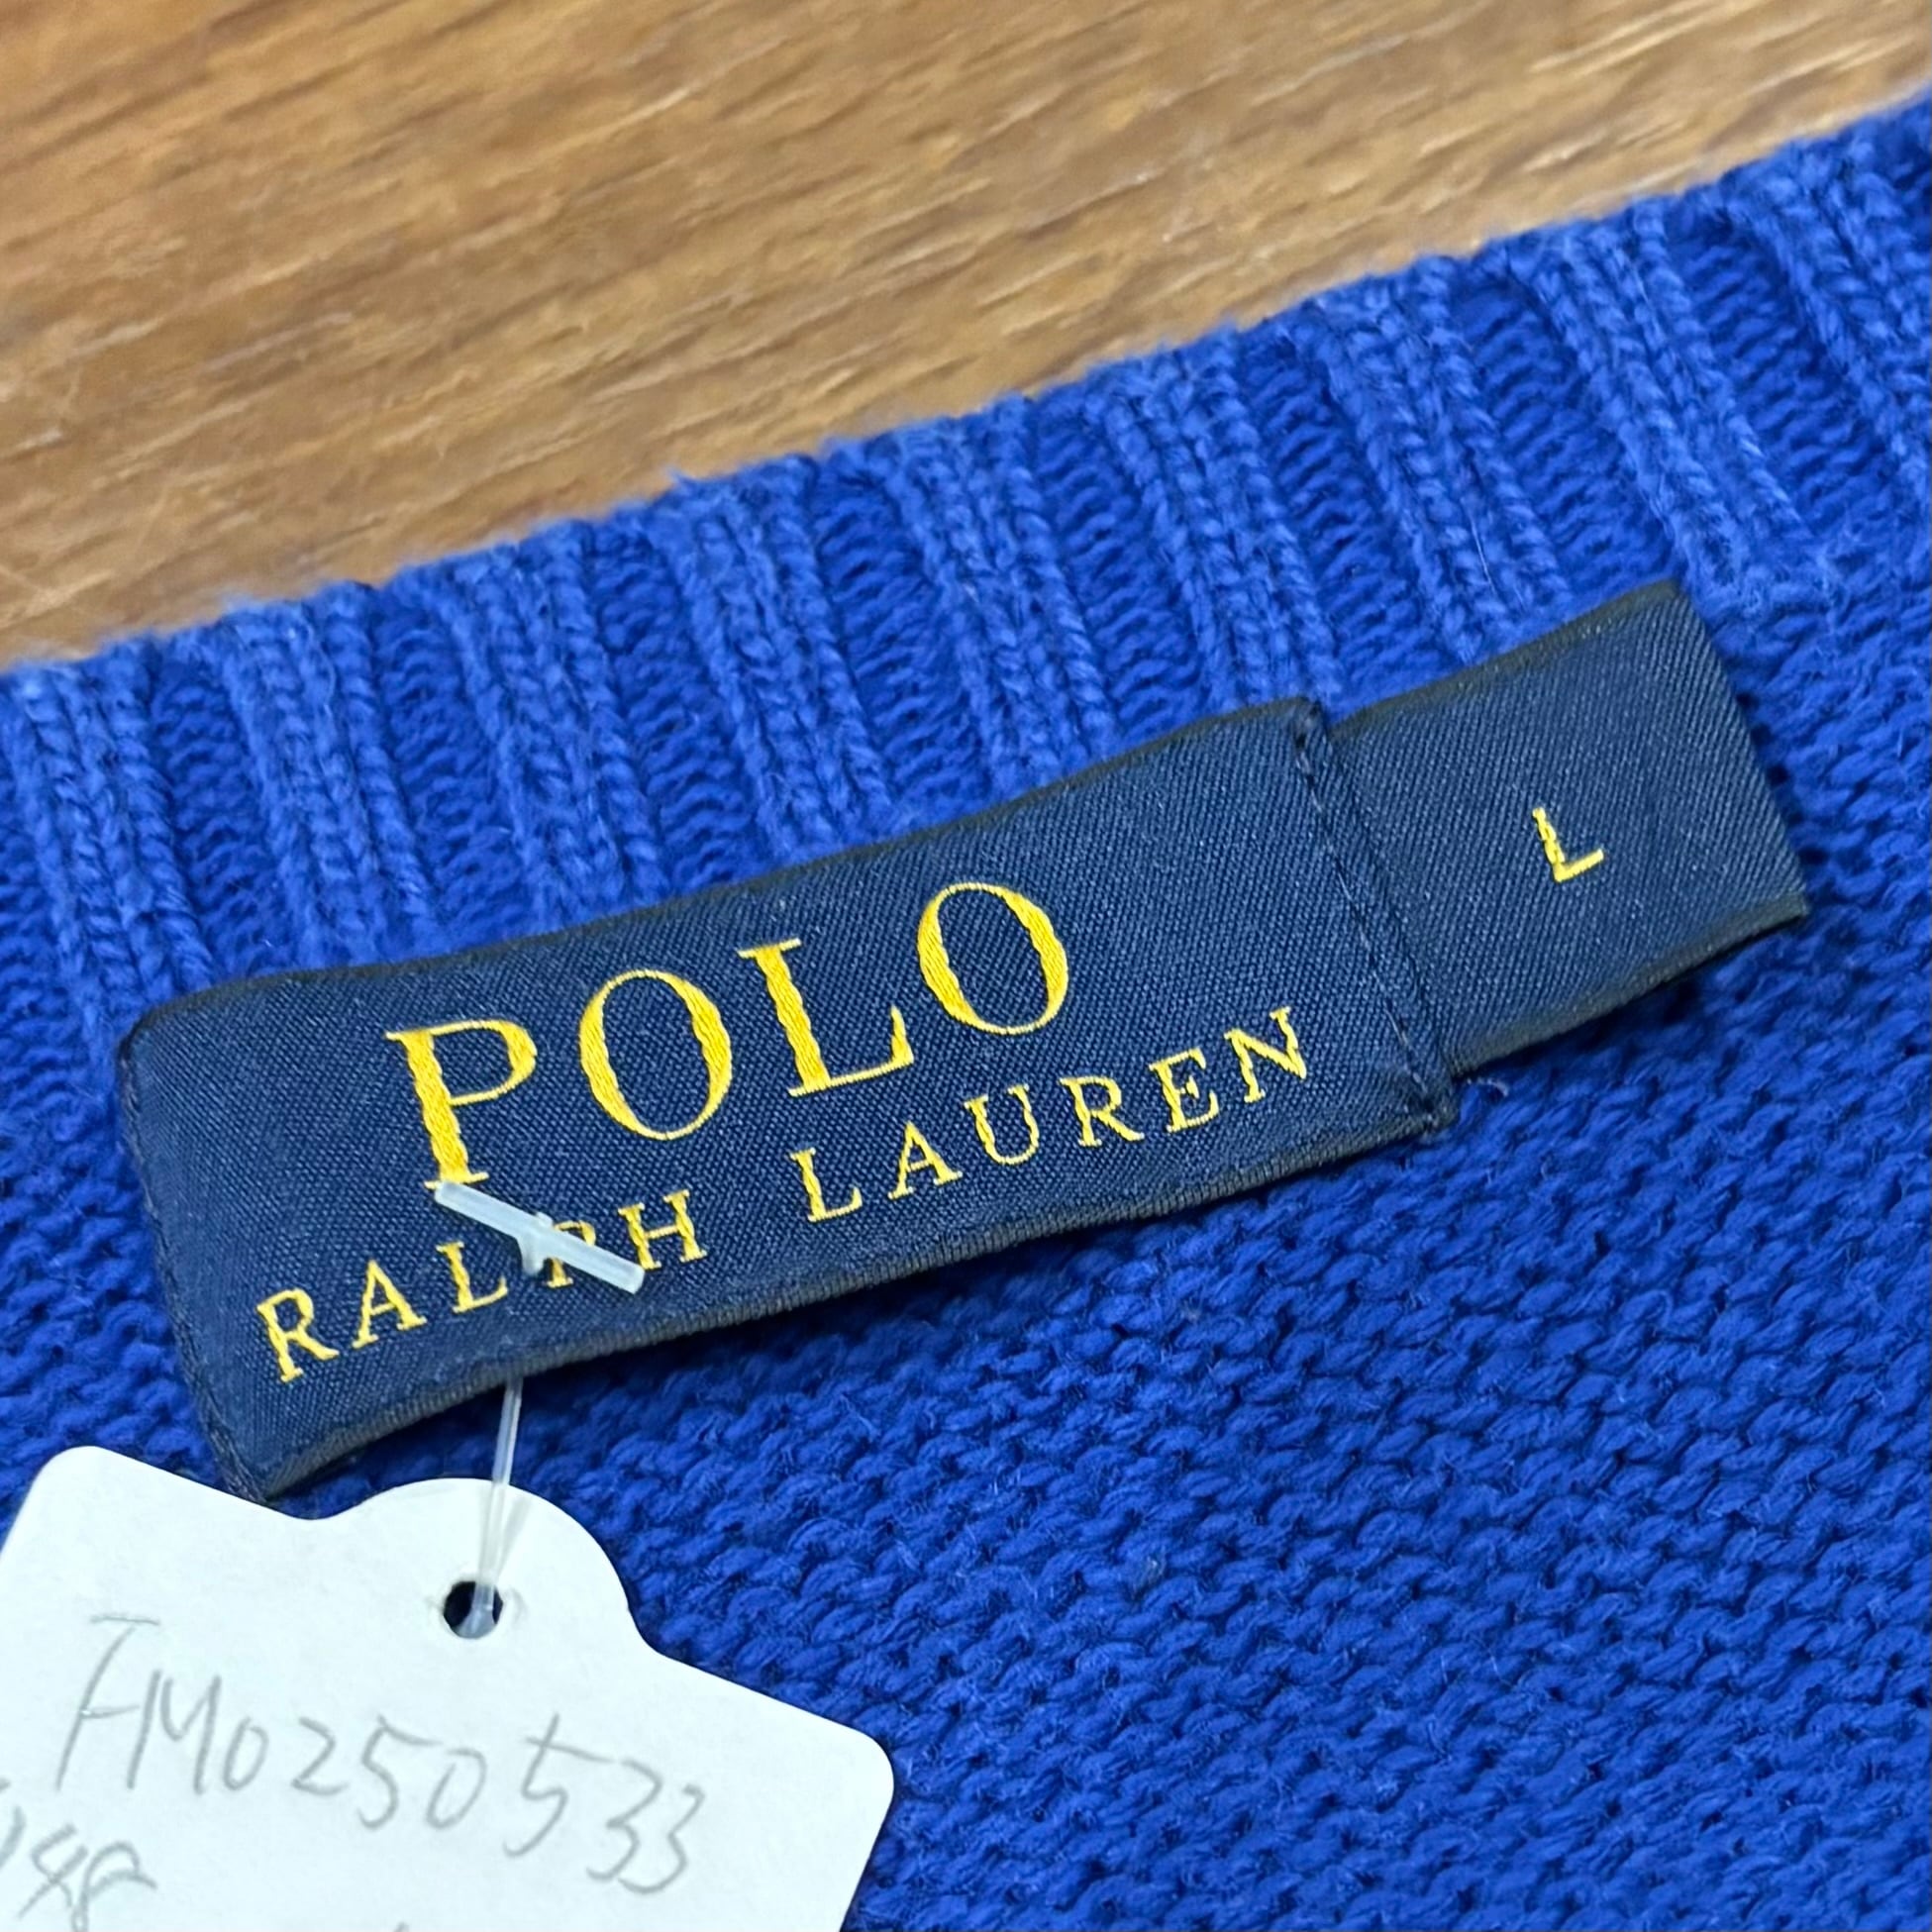 POLO
RALPH LAUREN
L
FM0250533